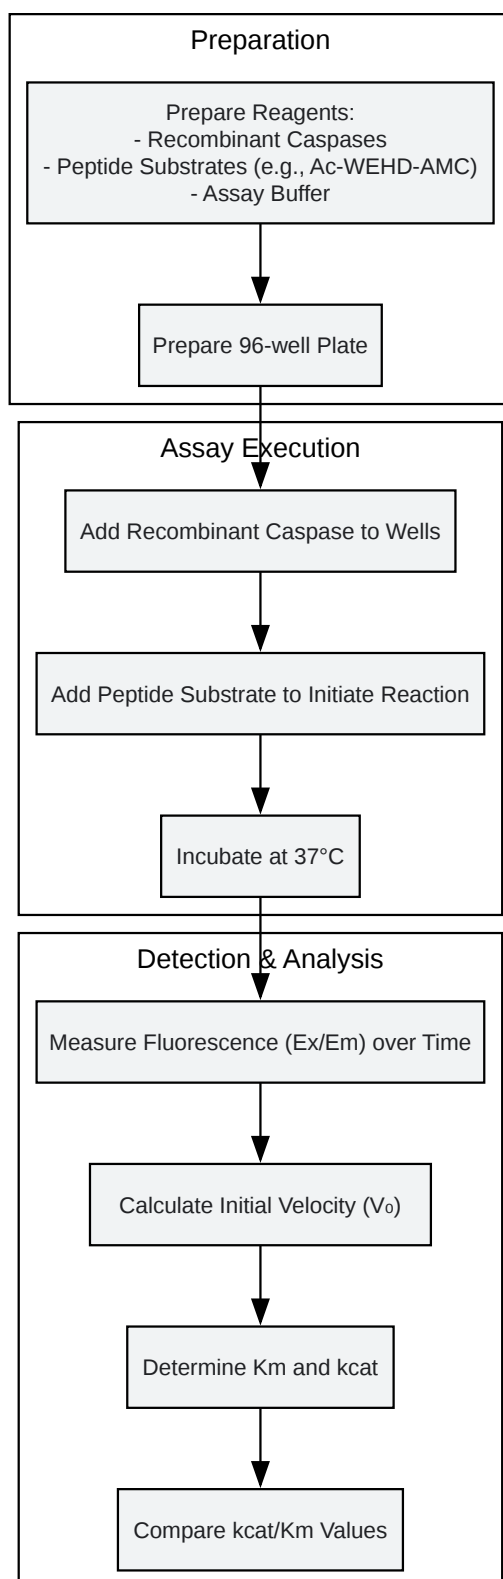 Preparation
Prepare Reagents:
- Recombinant Caspases
- Peptide Substrates (e.g., Ac-WEHD-AMC)
- Assay Buffer
Prepare 96-well Plate
Assay Execution
Add Recombinant Caspase to Wells
Add Peptide Substrate to Initiate Reaction
Incubate at 37°C
Detection & Analysis
Measure Fluorescence (Ex/Em) over Time
Calculate Initial Velocity (V₀)
Determine Km and kcat
Compare kcat/Km Values